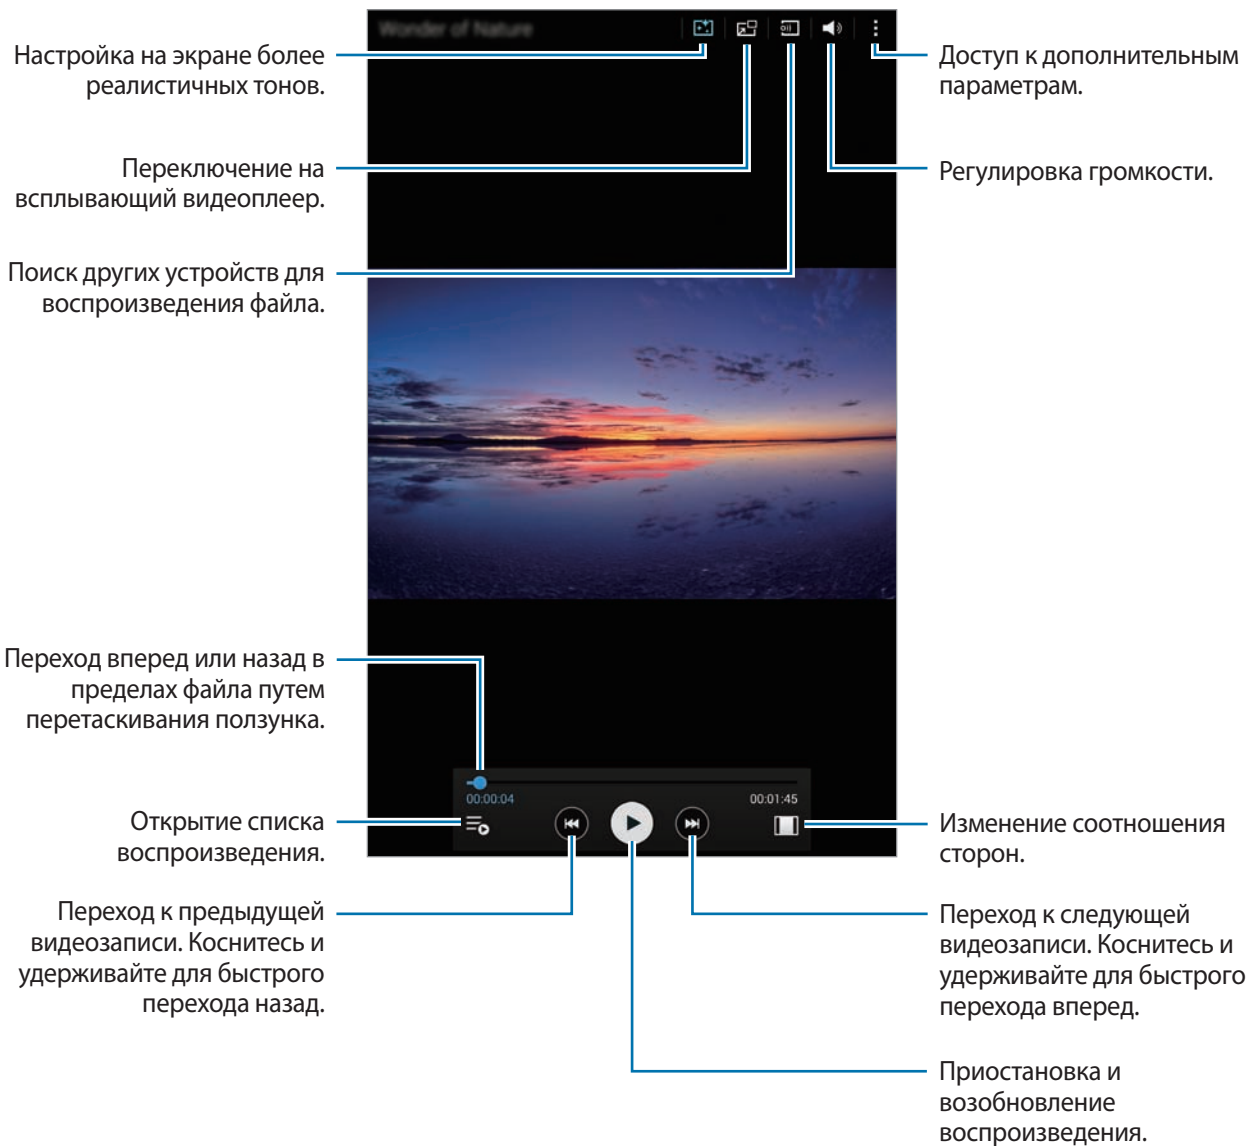 Wonder of Nature
Настройка на экране более
реалистичных тонов.
Доступ к дополнительным
параметрам.
Переключение на
всплывающий видеоплеер.
Регулировка громкости.
Поиск других устройств для
воспроизведения файла.
Переход вперед или назад в
пределах файла путем
перетаскивания ползунка.
00:00:04
00:01:45
Открытие списка
воспроизведения.
Изменение соотношения
сторон.
Переход к предыдущей
видеозаписи. Коснитесь и
удерживайте для быстрого
перехода назад.
Переход к следующей
видеозаписи. Коснитесь и
удерживайте для быстрого
перехода вперед.
Приостановка и
возобновление
воспроизведения.